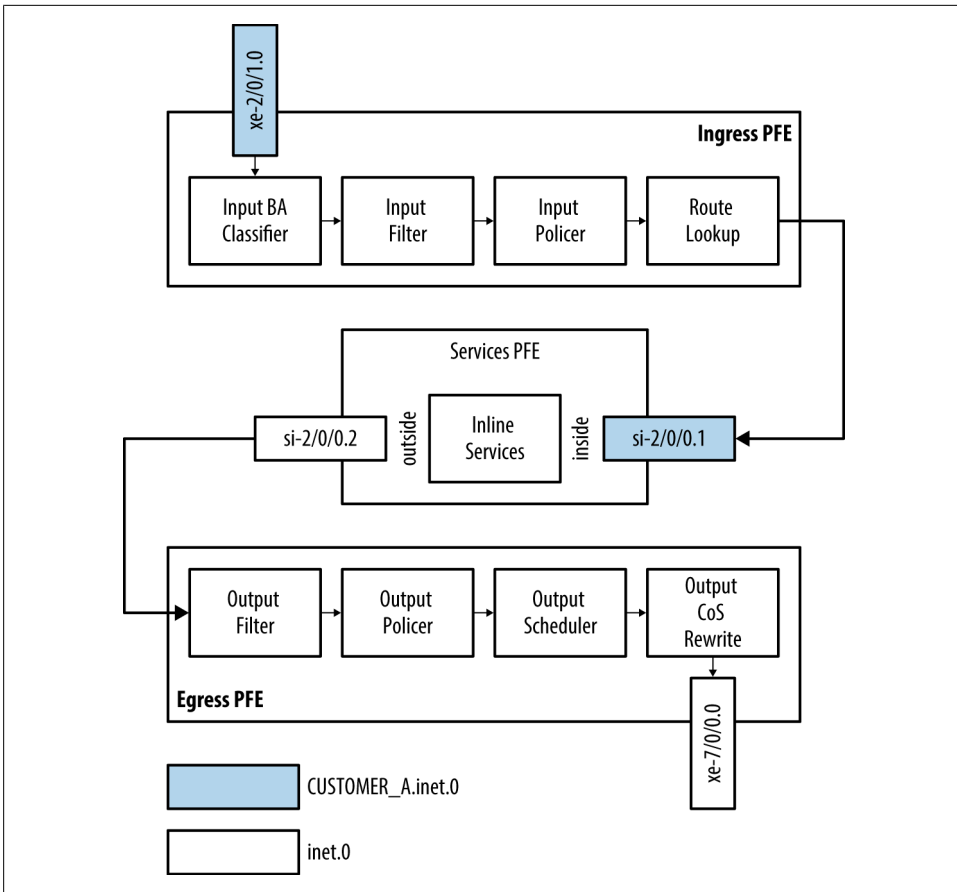 xe-2/0/1.0
Ingress PFE
Input BA
Classifier
Input
Filter
Input
Policer
Route
Lookup
Services PFE
si-2/0/0.2
outside
Inline
Services
inside
si-2/0/0.1
Output
Filter
Output
Policer
Output
Scheduler
Output
CoS
Rewrite
Egress PFE
xe-7/0/0.0
CUSTOMER_A.inet.0
inet.0